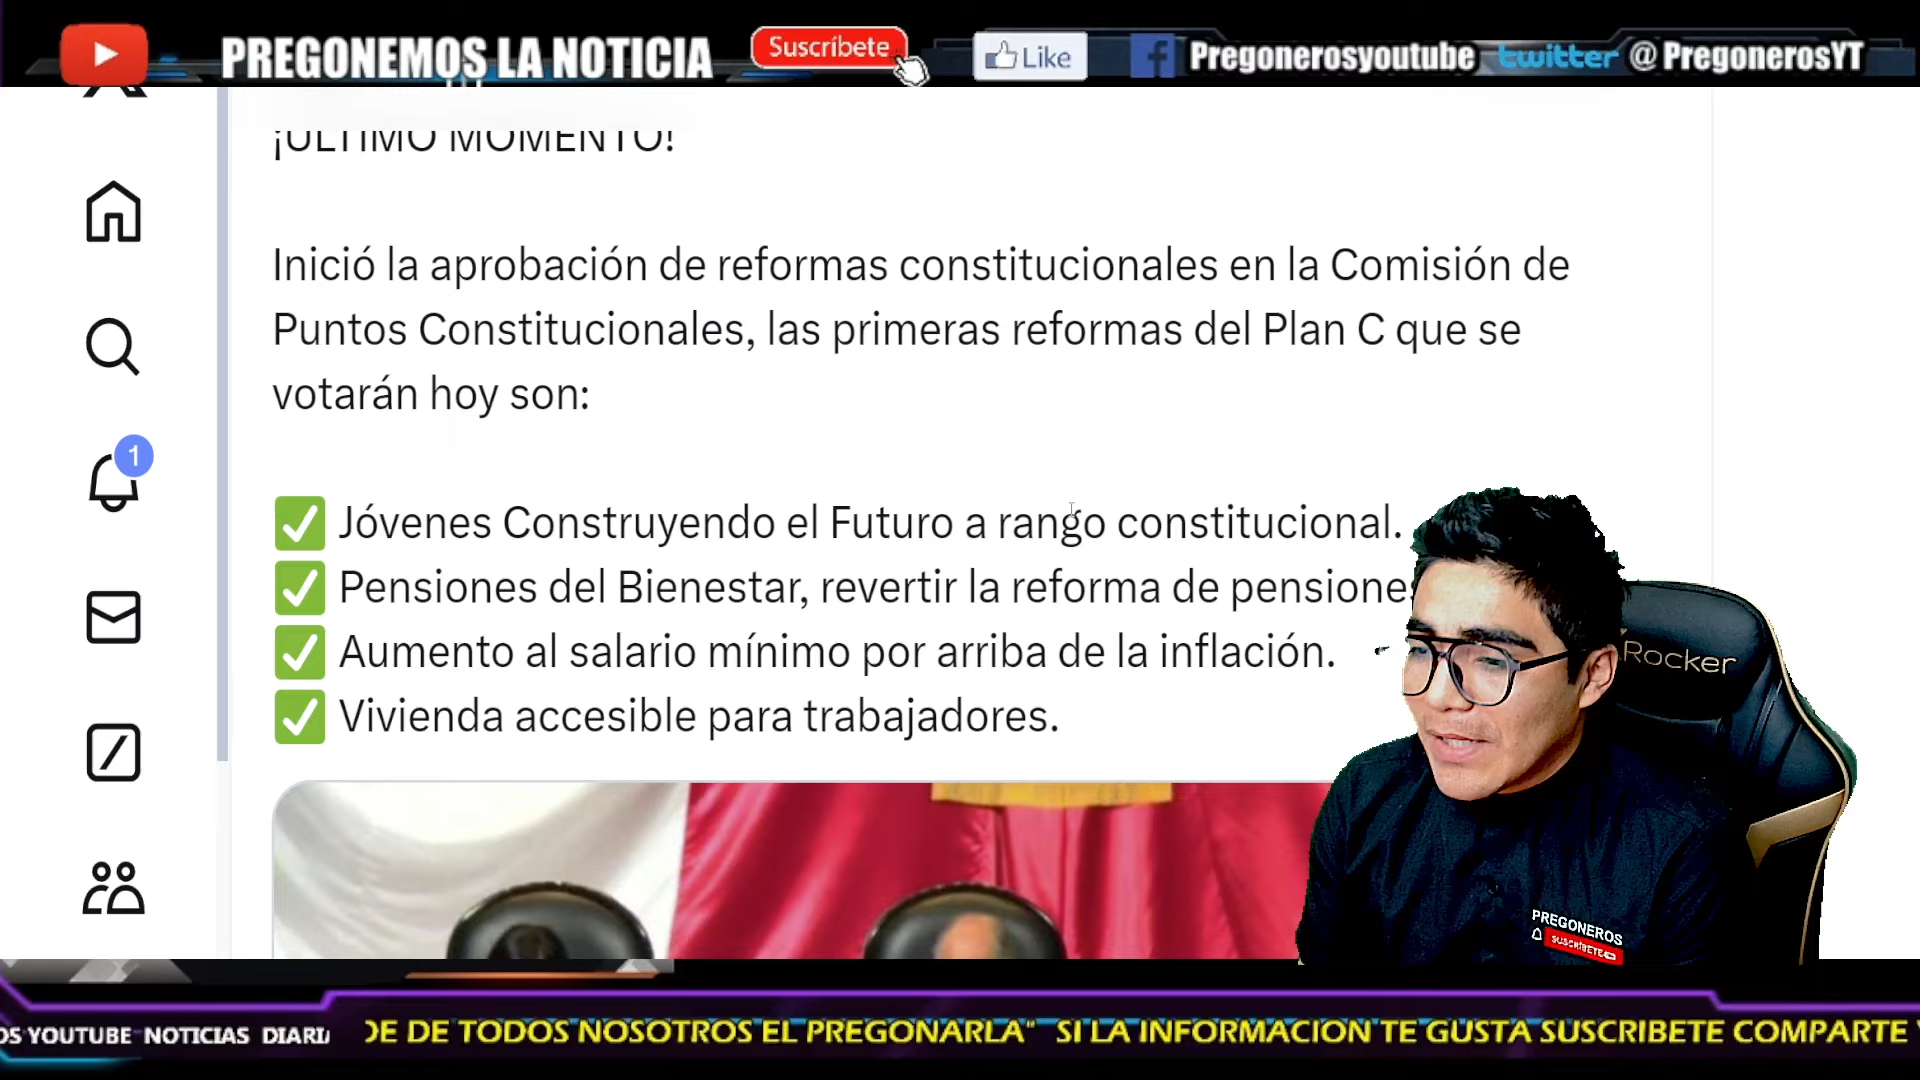 PREGONEMOS LA NOTICIA
Suscríbete
Like
Pregonerosyoutube
twitter @PregonerosYT
¡ÚLTIMO MOMENTO!
Inició la aprobación de reformas constitucionales en la Comisión de
Puntos Constitucionales, las primeras reformas del Plan C que se
votarán hoy son:
1
✅ Jóvenes Construyendo el Futuro a rango constitucional.
✅ Pensiones del Bienestar, revertir la reforma de pensiones
✅ Aumento al salario mínimo por arriba de la inflación.
✅ Vivienda accesible para trabajadores.
Rocker
PREGONEROS
SUSCRÍBETE
OS YOUTUBE NOTICIAS DIARI
DE DE TODOS NOSOTROS EL PREGONARLA" SI LA INFORMACION TE GUSTA SUSCRIBETE COMPARTE